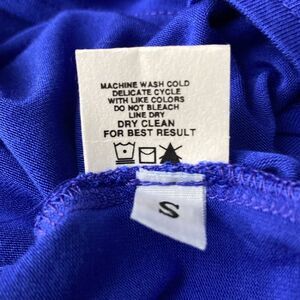 MACHINE WASH COLD
DELICATE CYCLE
WITH LIKE COLORS
DO NOT BLEACH
LINE DRY
DRY CLEAN
FOR BEST RESULT
S